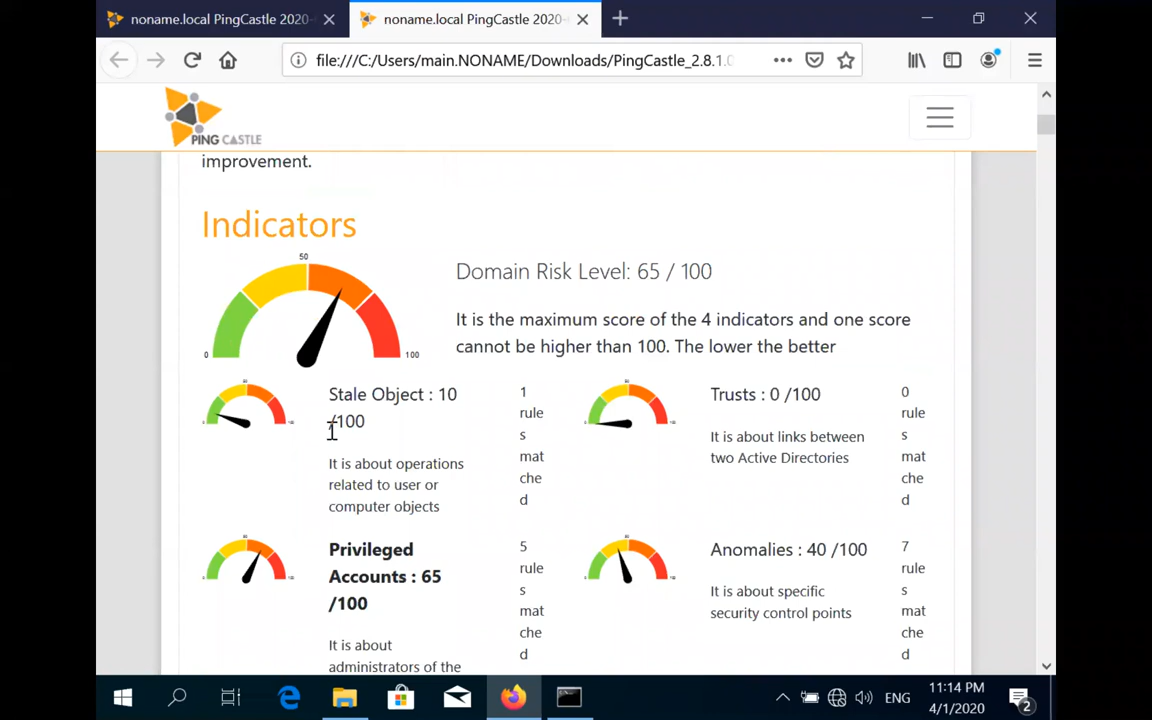 noname.local PingCastle 2020-
noname.local PingCastle 2020-
file:///C:/Users/main.NONAME/Downloads/PingCastle_2.8.1.0
PING CASTLE
improvement.
Indicators
50
0
100
Domain Risk Level: 65 / 100
It is the maximum score of the 4 indicators and one score
cannot be higher than 100. The lower the better
Stale Object : 10
/100
It is about operations
related to user or
computer objects
1
rule
s
mat
che
d
Trusts : 0 /100
It is about links between
two Active Directories
0
rule
s
mat
che
d
Privileged
Accounts : 65
/100
It is about
administrators of the
5
rule
s
mat
che
d
Anomalies : 40 /100
It is about specific
security control points
7
rule
s
mat
che
d
ENG
11:14 PM
4/1/2020
2